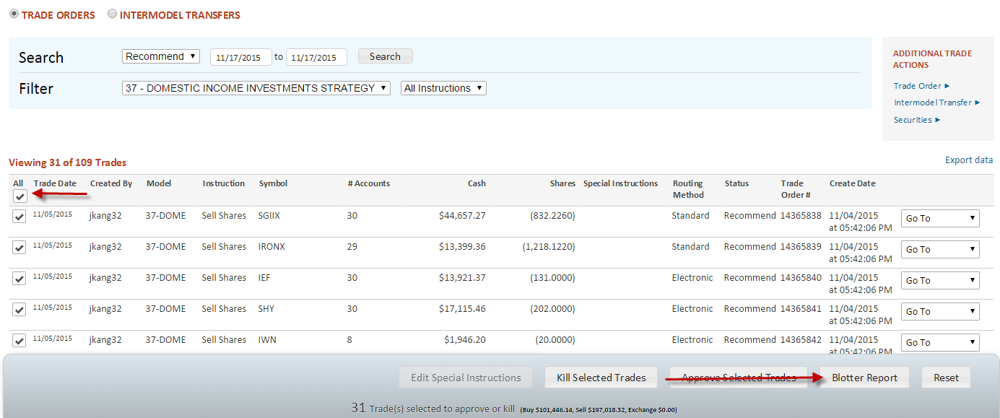 TRADE ORDERS INTERMODEL TRANSFERS
Search Recommend 11/17/2015 to 11/17/2015 Search
Filter 37 - DOMESTIC INCOME INVESTMENTS STRATEGY All Instructions
ADDITIONAL TRADE
ACTIONS
Trade Order
Intermodel Transfer
Securities
Viewing 31 of 109 Trades Export data
All Trade Date Created By Model Instruction Symbol # Accounts Cash Shares Special Instructions Routing Status Trade Create Date
Method Order #
11/05/2015 jkang32 37-DOME Sell Shares SGIIX 30 $44,657.27 (832.2260) Standard Recommend 14365838 11/04/2015 Go To
at 05:42:06 PM
11/05/2015 jkang32 37-DOME Sell Shares IRONX 29 $13,399.36 (1,218.1220) Standard Recommend 14365839 11/04/2015 Go To
at 05:42:06 PM
11/05/2015 jkang32 37-DOME Sell Shares IEF 30 $13,921.37 (131.0000) Electronic Recommend 14365840 11/04/2015 Go To
at 05:42:06 PM
11/05/2015 jkang32 37-DOME Sell Shares SHY 30 $17,115.46 (202.0000) Electronic Recommend 14365841 11/04/2015 Go To
at 05:42:06 PM
11/05/2015 jkang32 37-DOME Sell Shares IWN 8 $1,946.20 (20.0000) Electronic Recommend 14365842 11/04/2015 Go To
at 05:42:06 PM
Edit Special Instructions Kill Selected Trades Approve Selected Trades Blotter Report Reset
31 Trade(s) selected to approve or kill (Buy $101,446.14, Sell $197,018.32, Exchange $0.00)